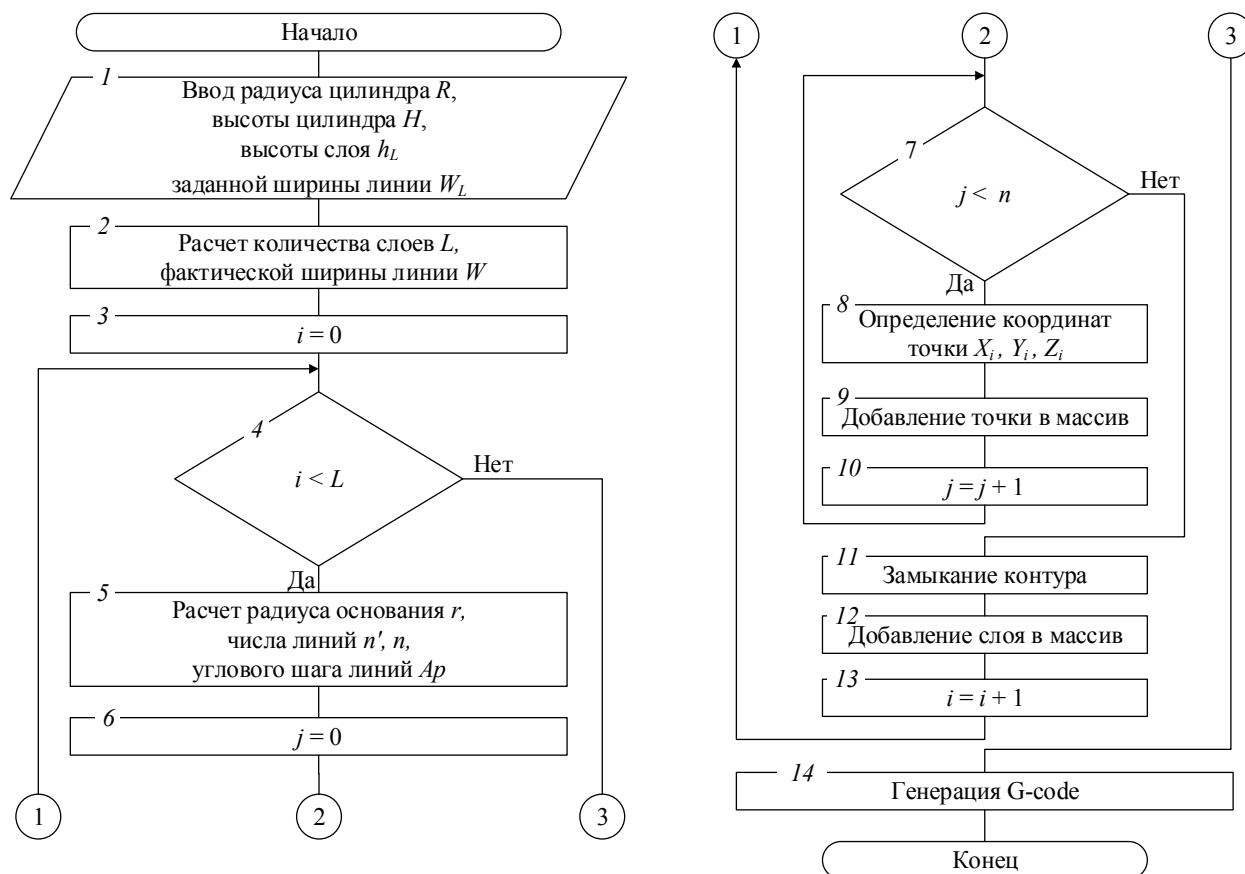 Начало
1
Ввод радиуса цилиндра R,
высоты цилиндра H,
высоты слоя h_L
заданной ширины линии W_L
2
Расчет количества слоев L,
фактической ширины линии W
3
i = 0
4
i < L
Нет
Да
5
Расчет радиуса основания r,
числа линий n', n,
углового шага линий Ap
6
j = 0
1
2
3
1
2
3
7
j < n
Нет
Да
8
Определение координат
точки X_i , Y_i , Z_i
9
Добавление точки в массив
10
j = j + 1
11
Замыкание контура
12
Добавление слоя в массив
13
i = i + 1
14
Генерация G-code
Конец